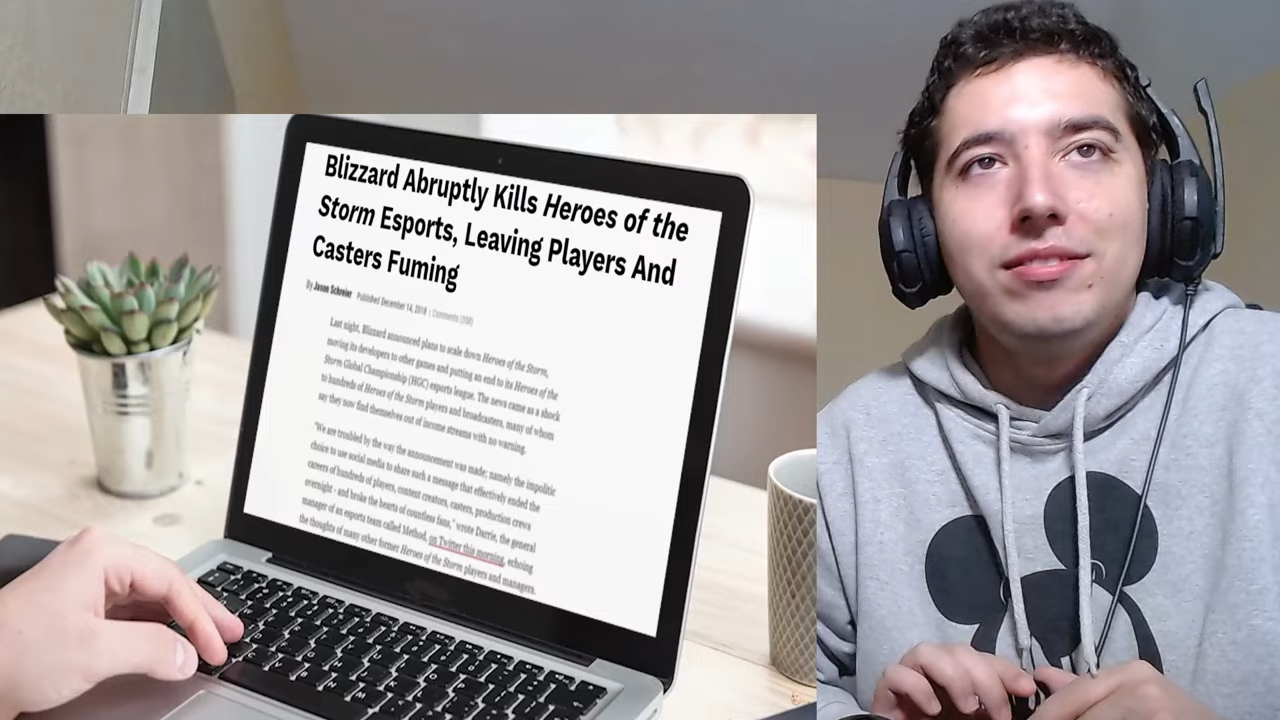 Blizzard Abruptly Kills Heroes of the
Storm Esports, Leaving Players And
Casters Fuming
By Jason Schreier Published December 14, 2018 | Comments (356)
Last night, Blizzard announced plans to scale down Heroes of the Storm,
moving its developers to other games and putting an end to its Heroes of the
Storm Global Championship (HGC) esports league. The news came as a shock
to hundreds of Heroes of the Storm players and broadcasters, many of whom
say they now find themselves out of income streams with no warning.
"We are troubled by the way the announcement was made; namely the impolitic
choice to use social media to share such a message that effectively ended the
careers of hundreds of players, content creators, casters, production crews
overnight - and broke the hearts of countless fans," wrote Darrie, the general
manager of an esports team called Method, on Twitter this morning, echoing
the thoughts of many other former Heroes of the Storm players and managers.